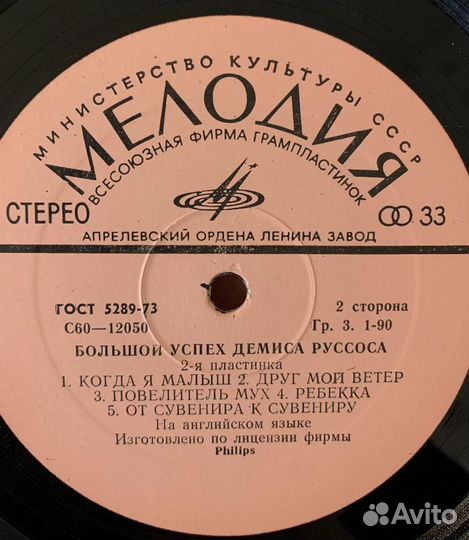 МИНИСТЕРСТВО КУЛЬТУРЫ СССР
МЕЛОДИЯ
ВСЕСОЮЗНАЯ ФИРМА ГРАМПЛАСТИНОК
СТЕРЕО
33
АПРЕЛЕВСКИЙ ОРДЕНА ЛЕНИНА ЗАВОД
ГОСТ 5289-73
2 сторона
С60—12050
Гр. 3. 1-90
БОЛЬШОЙ УСПЕХ ДЕМИСА РУССОСА
2-я пластинка
1. КОГДА Я МАЛЫШ 2. ДРУГ МОЙ ВЕТЕР
3. ПОВЕЛИТЕЛЬ МУХ 4. РЕБЕККА
5. ОТ СУВЕНИРА К СУВЕНИРУ
На английском языке
Изготовлено по лицензии фирмы
Philips
Avito